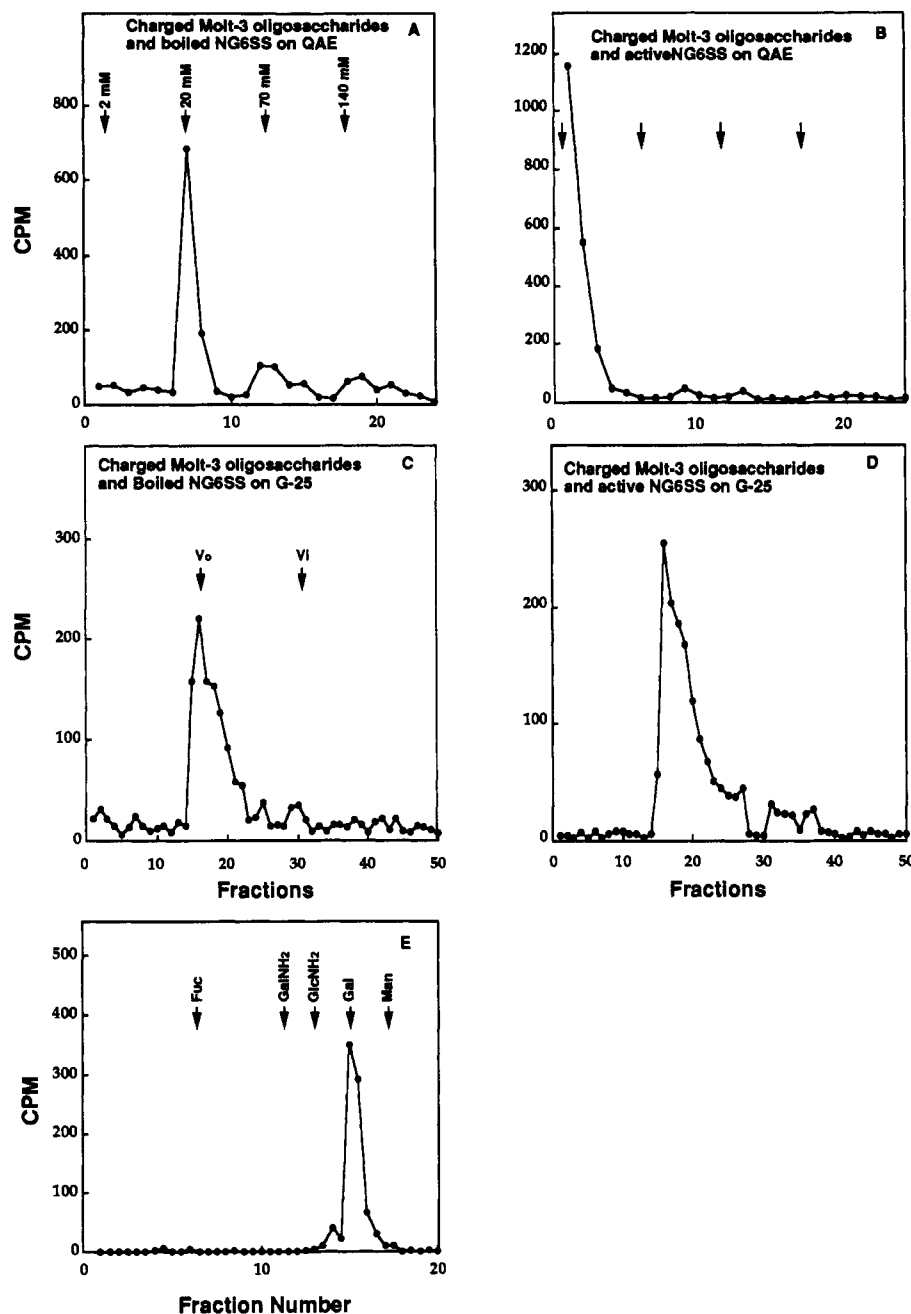 Charged Molt-3 oligosaccharides
and boiled NG6SS on QAE
A
2 mM
20 mM
70 mM
140 mM
800
600
400
200
0
CPM
0
10
20
Charged Molt-3 oligosaccharides
and activeNG6SS on QAE
B
1200
1000
800
600
400
200
0
0
10
20
Charged Molt-3 oligosaccharides
and Boiled NG6SS on G-25
C
Vo
Vi
300
200
100
0
CPM
0
10
20
30
40
50
Fractions
Charged Molt-3 oligosaccharides
and active NG6SS on G-25
D
300
200
100
0
0
10
20
30
40
50
Fractions
E
Fuc
GalNH2
GlcNH2
Gal
Man
500
400
300
200
100
0
CPM
0
10
20
Fraction Number